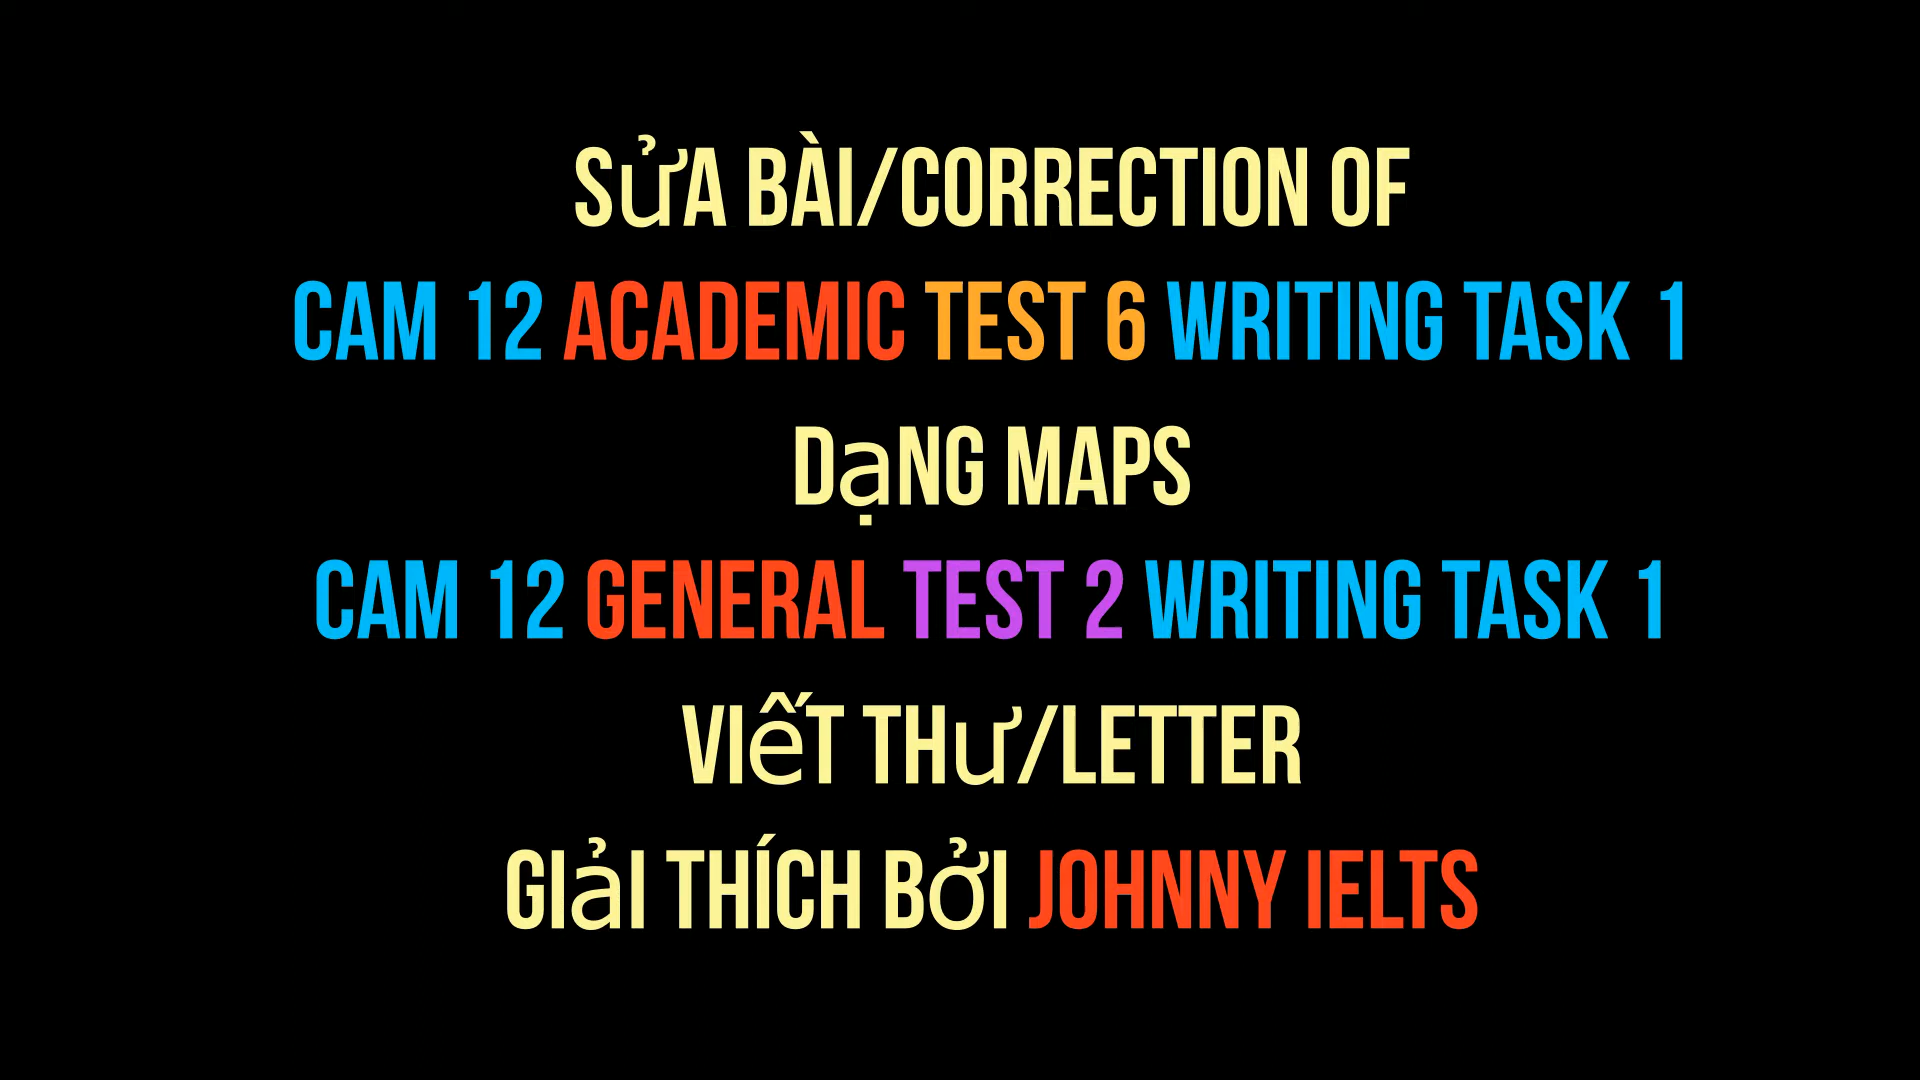 SỬA BÀI/CORRECTION OF
CAM 12 ACADEMIC TEST 6 WRITING TASK 1
DẠNG MAPS
CAM 12 GENERAL TEST 2 WRITING TASK 1
VIẾT THƯ/LETTER
GIẢI THÍCH BỞI JOHNNY IELTS